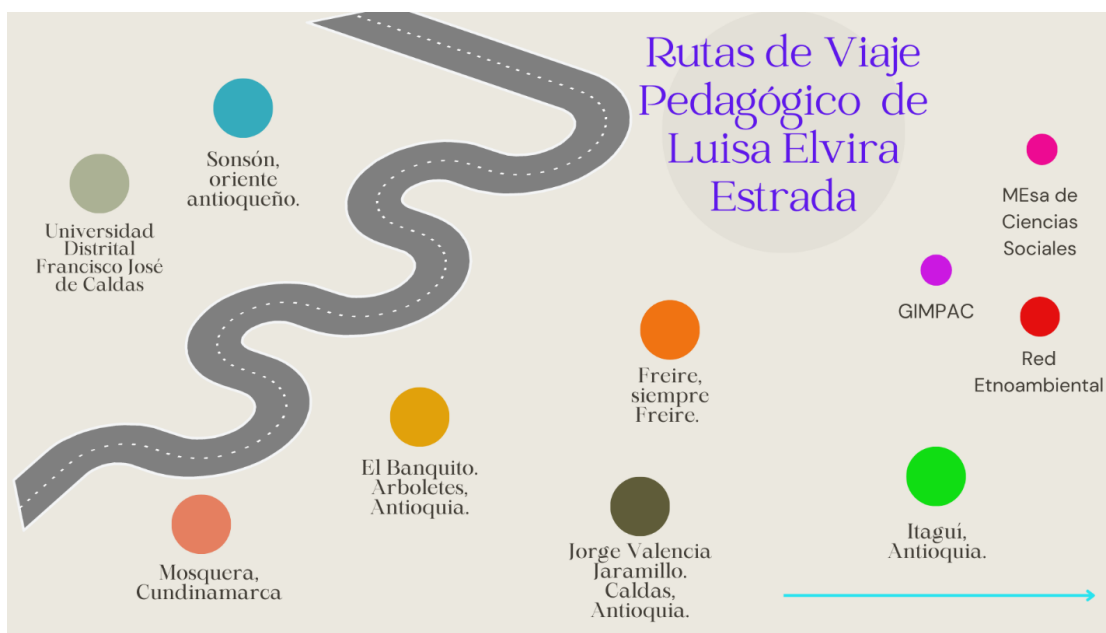 Rutas de Viaje
Pedagógico de
Luisa Elvira
Estrada
Sonsón,
oriente
antioqueño.
Universidad
Distrital
Francisco José
de Caldas
MEsa de
Ciencias
Sociales
GIMPAC
Red
Etnoambiental
Freire,
siempre
Freire.
El Banquito.
Arboletes,
Antioquia.
Mosquera,
Cundinamarca
Jorge Valencia
Jaramillo.
Caldas,
Antioquia.
Itaguí,
Antioquia.